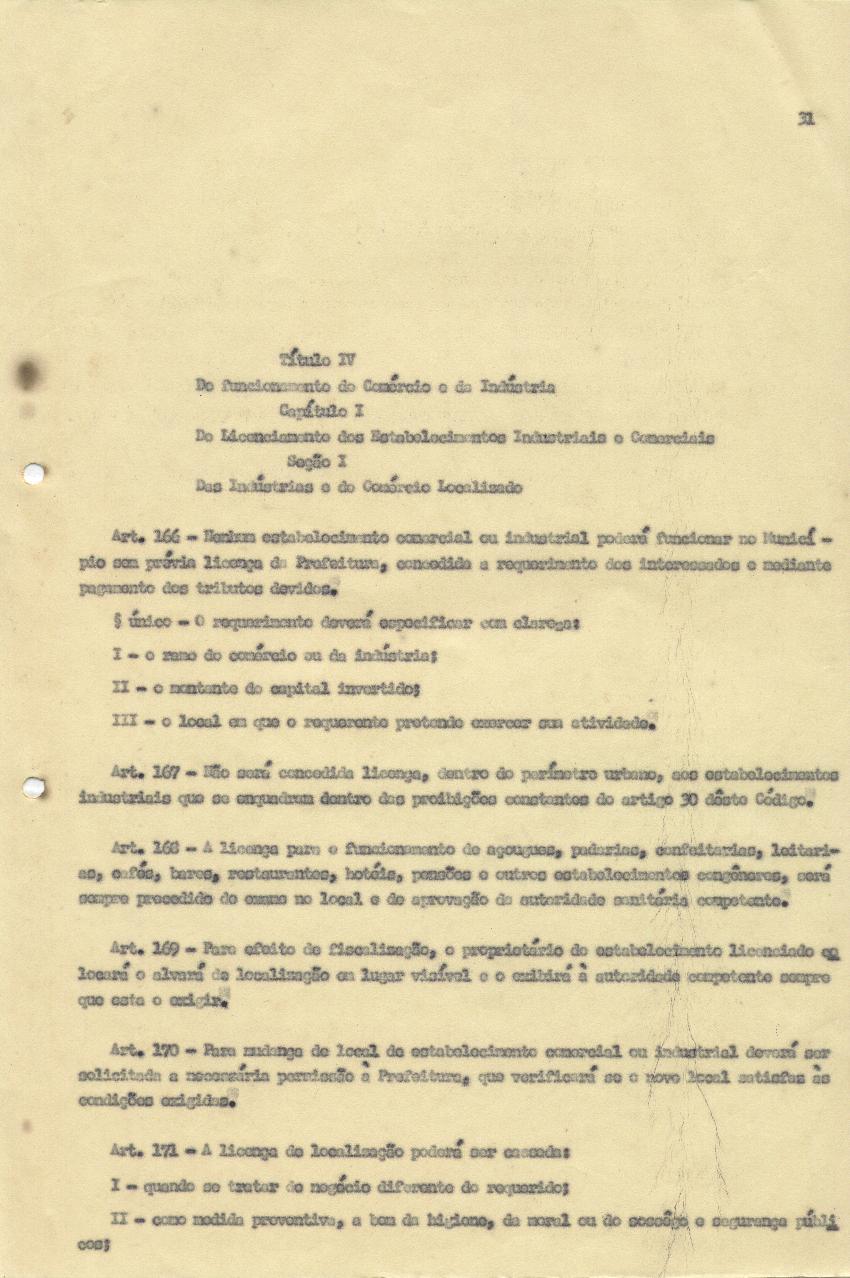 31
Título IV
Do funcionamento do Comércio e da Indústria
Capítulo I
Do Licenciamento dos Estabelecimentos Industriais e Comerciais
Seção I
Das Indústrias e do Comércio Localizado
Art. 166 - Nenhum estabelecimento comercial ou industrial poderá funcionar no Municí -
pio sem prévia licença da Prefeitura, concedida a requerimento dos interessados e mediante
pagamento dos tributos devidos.
§ único - O requerimento deverá especificar com clareza:
I - o ramo do comércio ou da indústria;
II - o montante do capital invertido;
III - o local em que o requerente pretende exercer sua atividade.
Art. 167 - Não será concedida licença, dentro do perímetro urbano, aos estabelecimentos
industriais que se enquadram dentro das proibições constantes do artigo 30 dêste Código.
Art. 168 - A licença para o funcionamento de açougues, padarias, confeitarias, leitari-
as, cafés, bares, restaurantes, hotéis, pensões e outros estabelecimentos congêneres, será
sempre precedido de exame no local e de aprovação da autoridade sanitária competente.
Art. 169 - Para efeito de fiscalização, o proprietário do estabelecimento licenciado co
locará o alvará de localização em lugar visível e o exibirá à autoridade competente sempre
que esta o exigir.
Art. 170 - Para mudança de local de estabelecimento comercial ou industrial deverá ser
solicitada a necessária permissão à Prefeitura, que verificará se o novo local satisfaz às
condições exigidas.
Art. 171 - A licença de localização poderá ser cassada:
I - quando se tratar de negócio diferente do requerido;
II - como medida preventiva, a bem da higiene, da moral ou do sossêgo e segurança públi
cos;